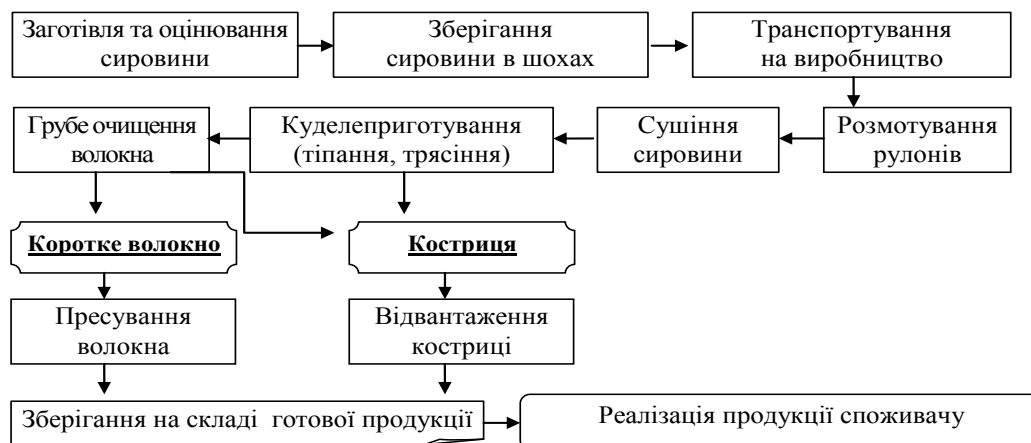 Заготівля та оцінювання
сировини
Зберігання
сировини в шохах
Транспортування
на виробництво
Грубе очищення
волокна
Куделеприготування
(тіпання, трясіння)
Сушіння
сировини
Розмотування
рулонів
Коротке волокно
Костриця
Пресування
волокна
Відвантаження
костриці
Зберігання на складі готової продукції
Реалізація продукції споживачу